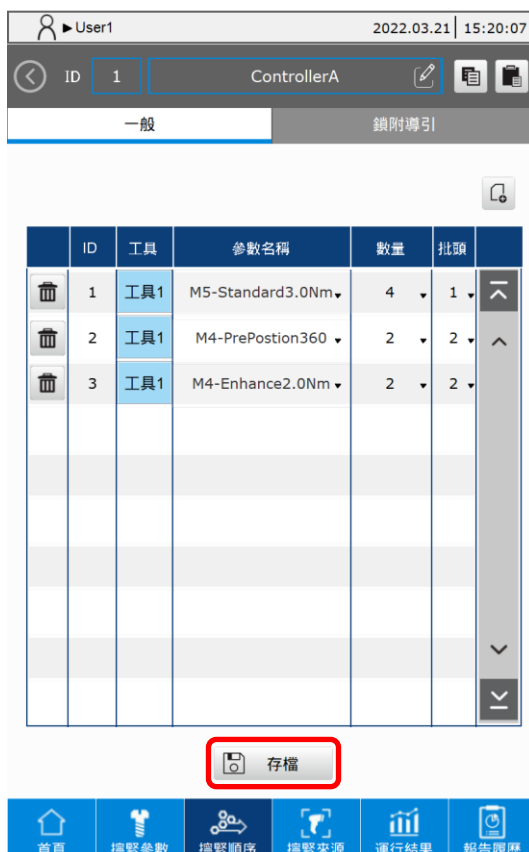 ►User1 2022.03.21 15:20:07
ID 1 ControllerA
一般 鎖附導引
ID 工具 參數名稱 數量 批頭
1 工具1 M5-Standard3.0Nm 4 1
2 工具1 M4-PrePostion360 2 2
3 工具1 M4-Enhance2.0Nm 2 2
存檔
首頁 擰緊參數 擰緊順序 擰緊來源 運行結果 報告履歷